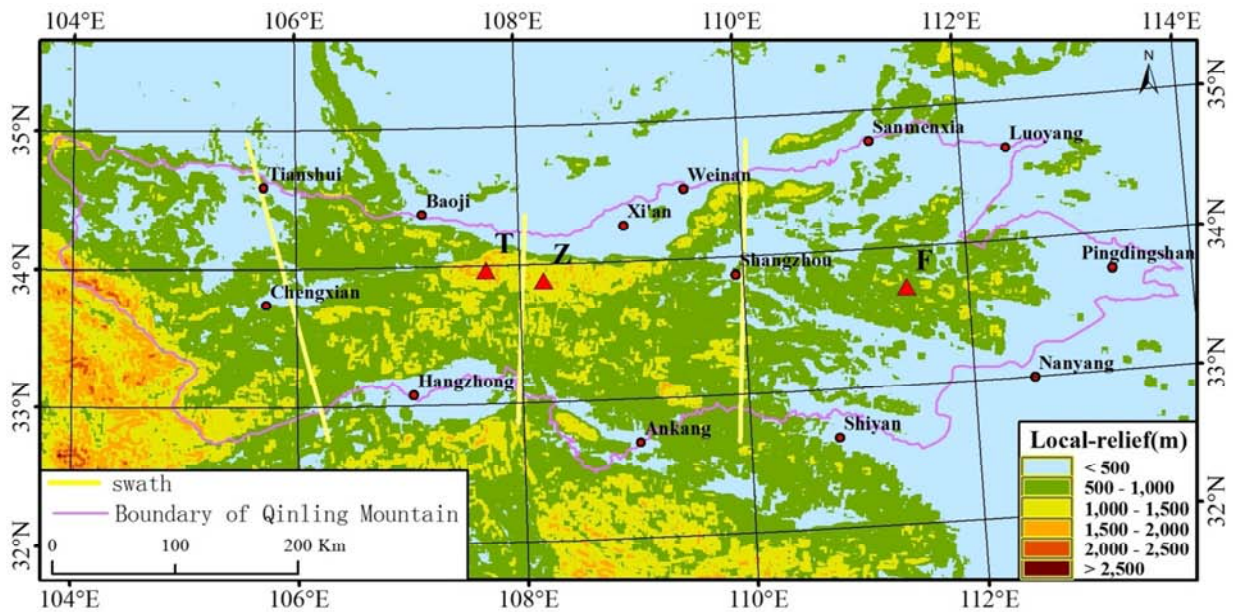 104°E 106°E 108°E 110°E 112°E 114°E
N
35°N
35°N
Sanmenxia
Luoyang
Tianshui
Weinan
Baoji
Xi'an
34°N
T
Z
Shangzhou
F
Pingdingshan
34°N
Chengxian
Hangzhong
Nanyang
33°N
33°N
Ankang
Shiyan
Local-relief(m)
< 500
500 - 1,000
1,000 - 1,500
1,500 - 2,000
2,000 - 2,500
> 2,500
swath
Boundary of Qinling Mountain
0 100 200 Km
32°N
32°N
104°E 106°E 108°E 110°E 112°E